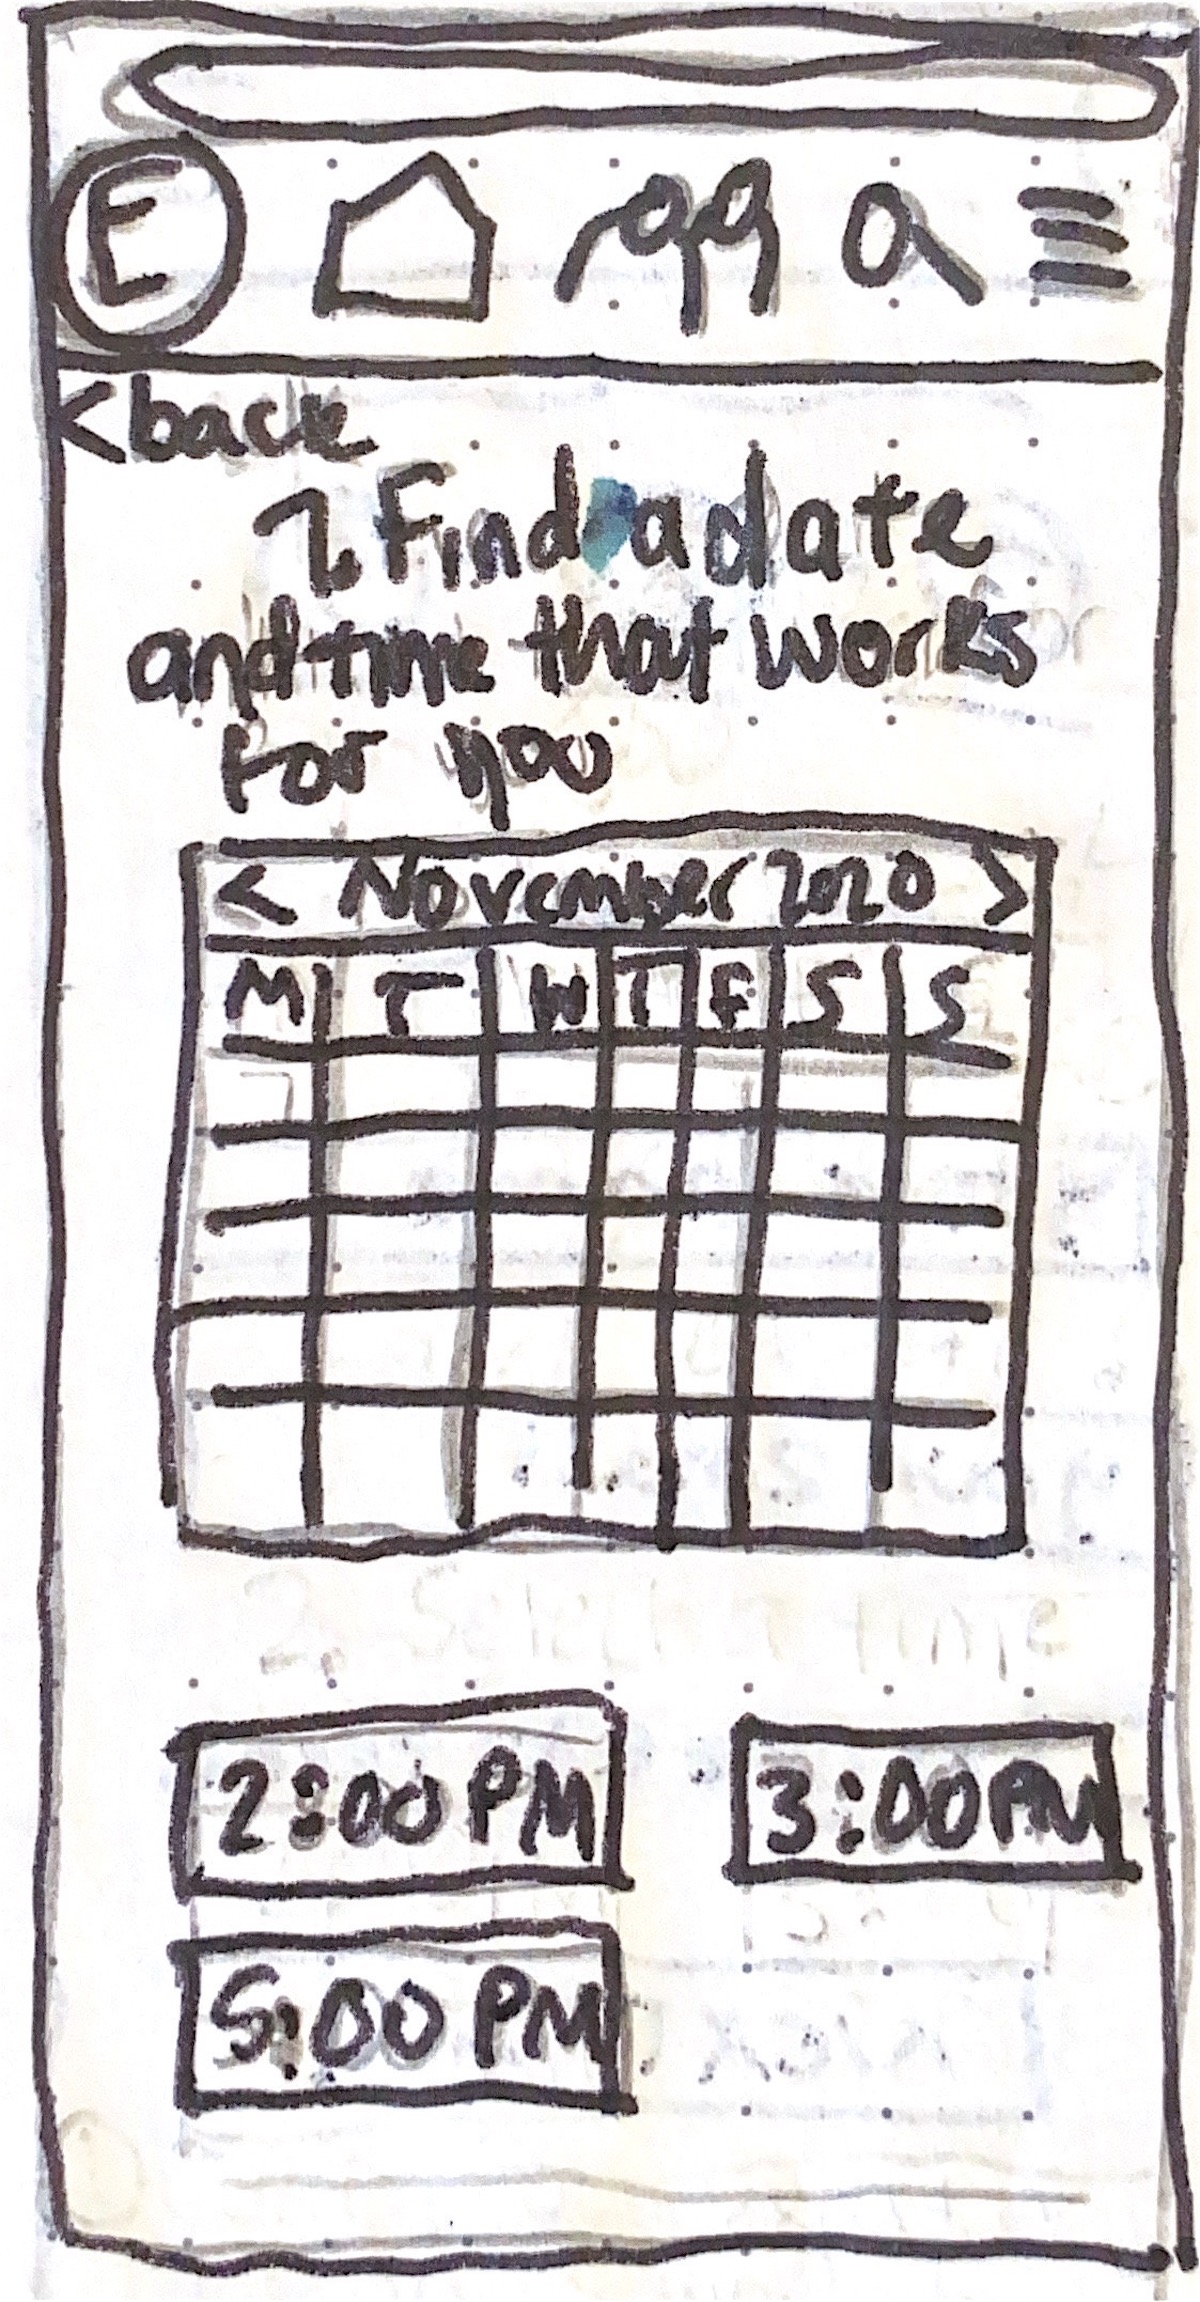 E
<back
2. Find a date
and time that works
for you
< November 2020 >
M T W T F S S
2:00 PM 3:00 PM
5:00 PM